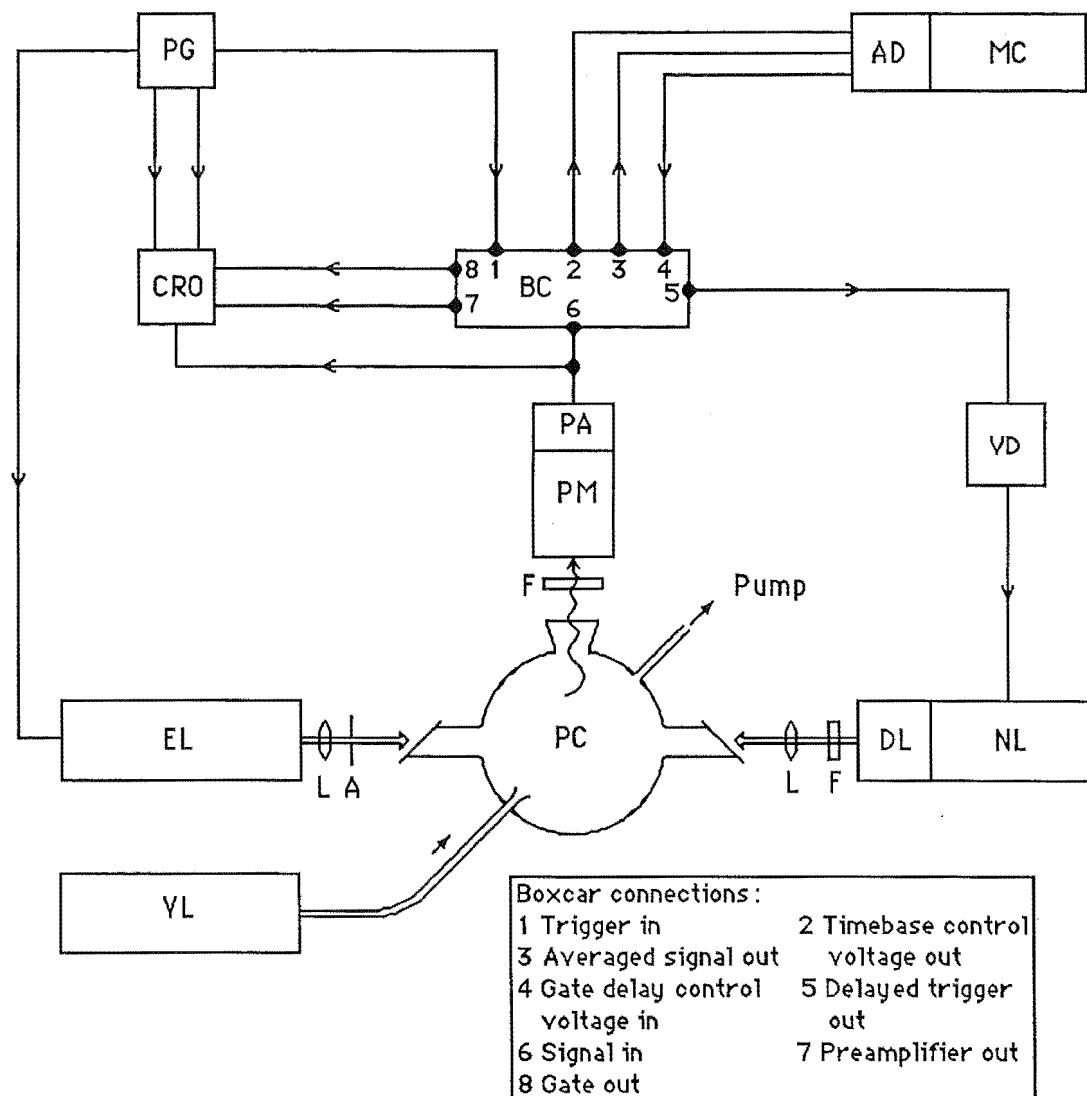 PG
AD MC
CRO
8 1 2 3 4
BC 5
7 6
PA
PM
VD
F
Pump
EL
PC
DL NL
L A
L F
VL
Boxcar connections:
1 Trigger in 2 Timebase control
3 Averaged signal out voltage out
4 Gate delay control 5 Delayed trigger
voltage in out
6 Signal in 7 Preamplifier out
8 Gate out